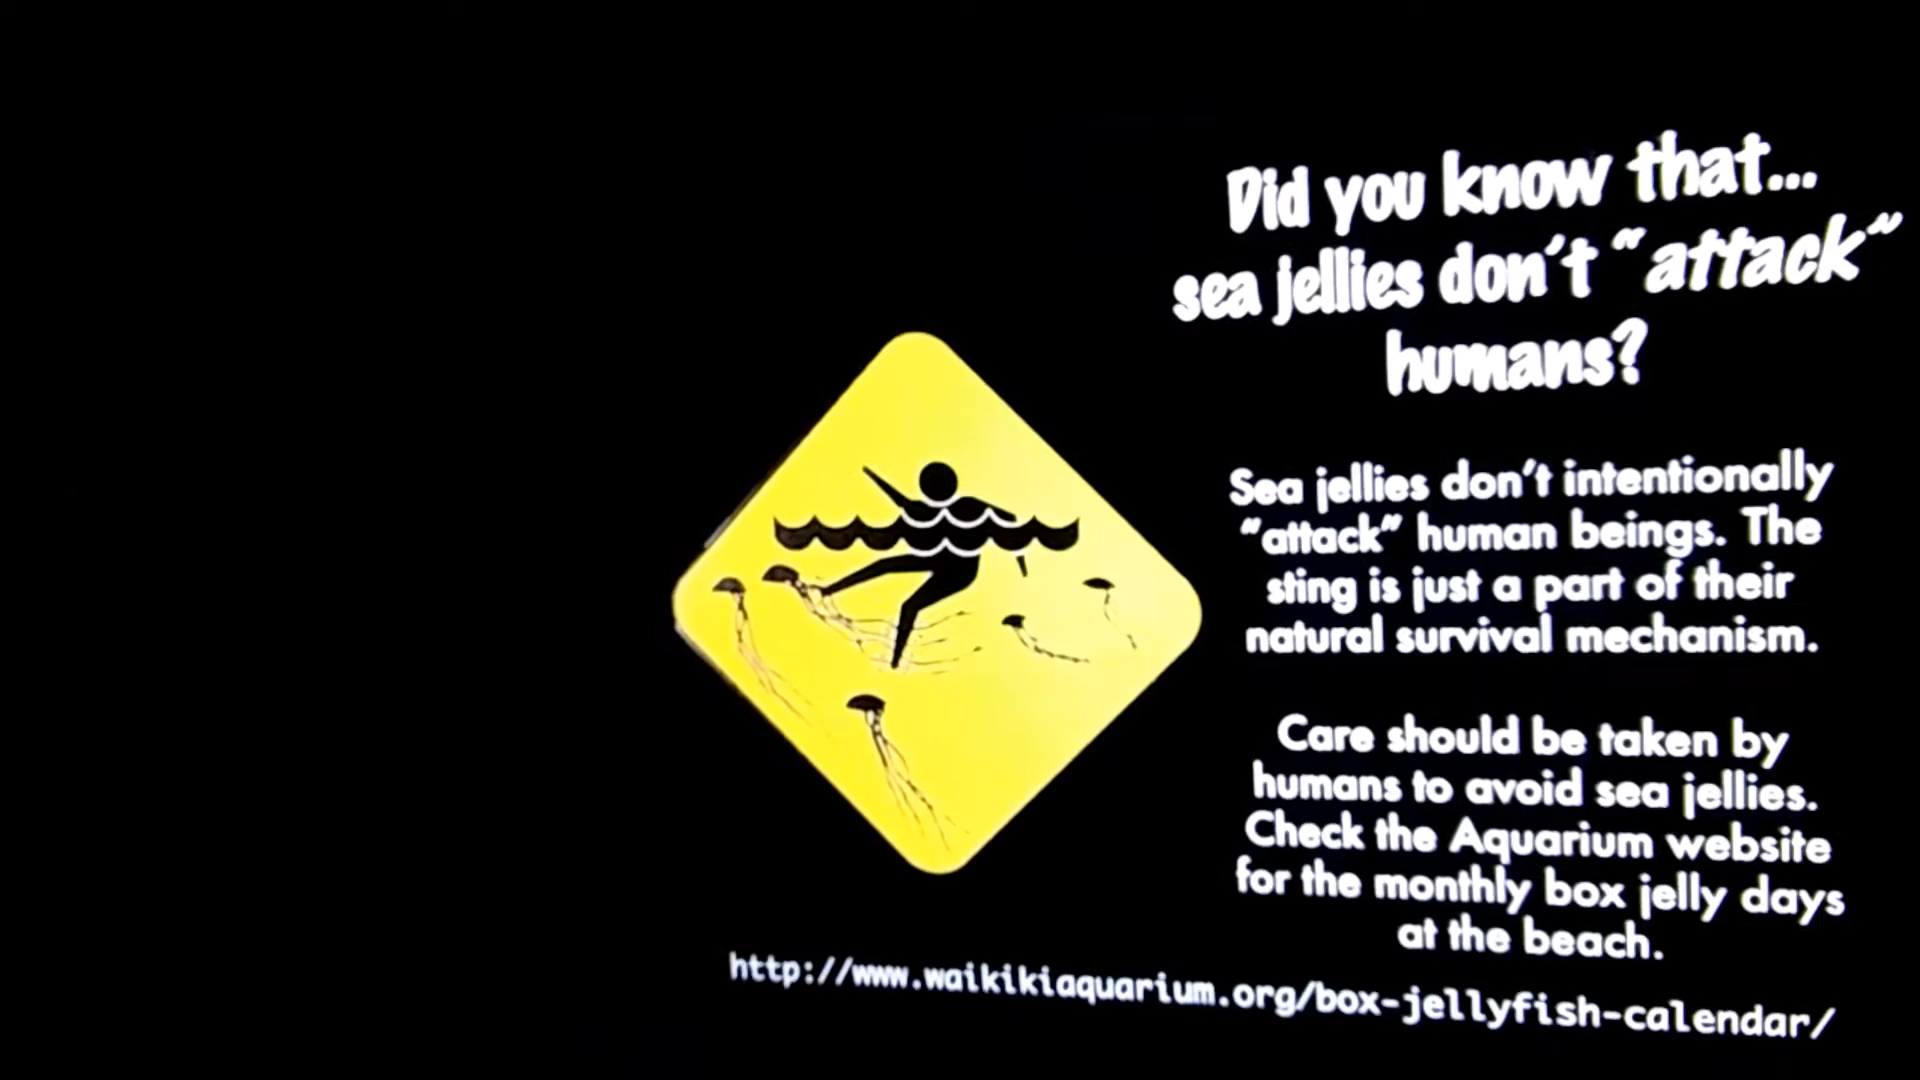 Did you know that...
sea jellies don't "attack"
humans?
Sea jellies don't intentionally
"attack" human beings. The
sting is just a part of their
natural survival mechanism.
Care should be taken by
humans to avoid sea jellies.
Check the Aquarium website
for the monthly box jelly days
at the beach.
http://www.waikikiaquarium.org/box-jellyfish-calendar/